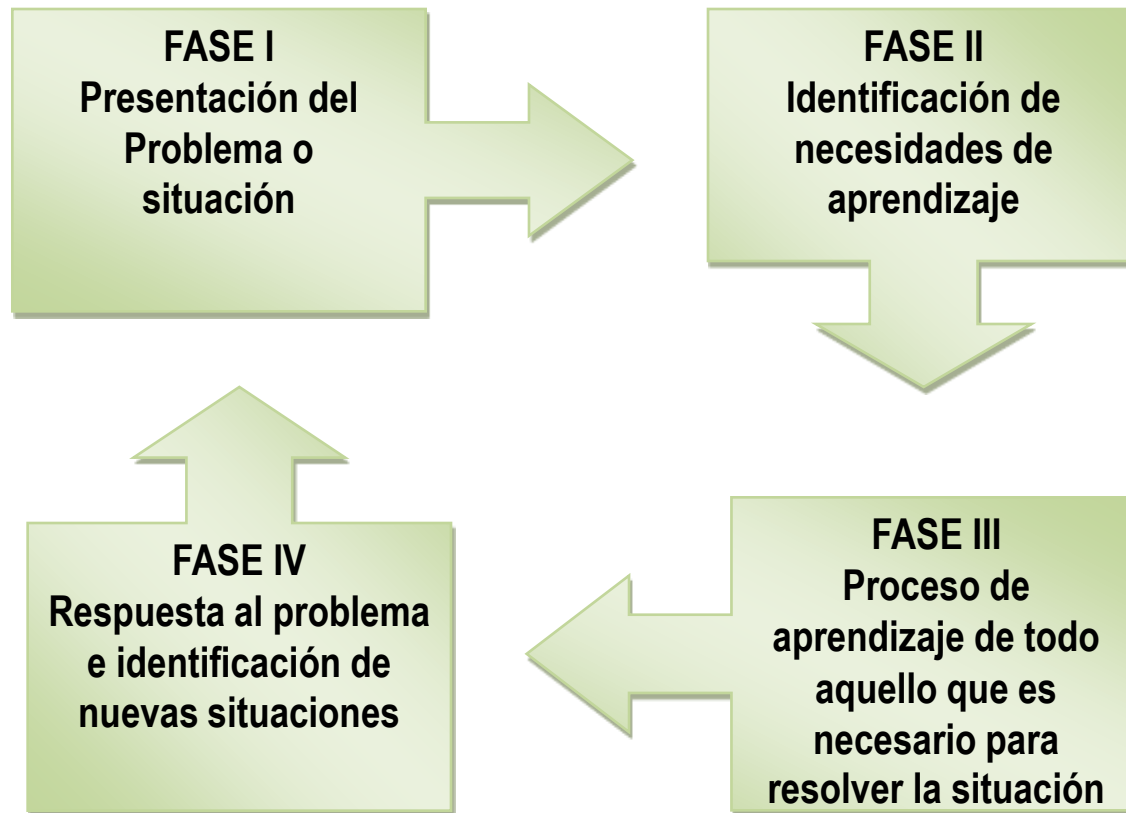 FASE I
Presentación del
Problema o
situación
FASE II
Identificación de
necesidades de
aprendizaje
FASE III
Proceso de
aprendizaje de todo
aquello que es
necesario para
resolver la situación
FASE IV
Respuesta al problema
e identificación de
nuevas situaciones